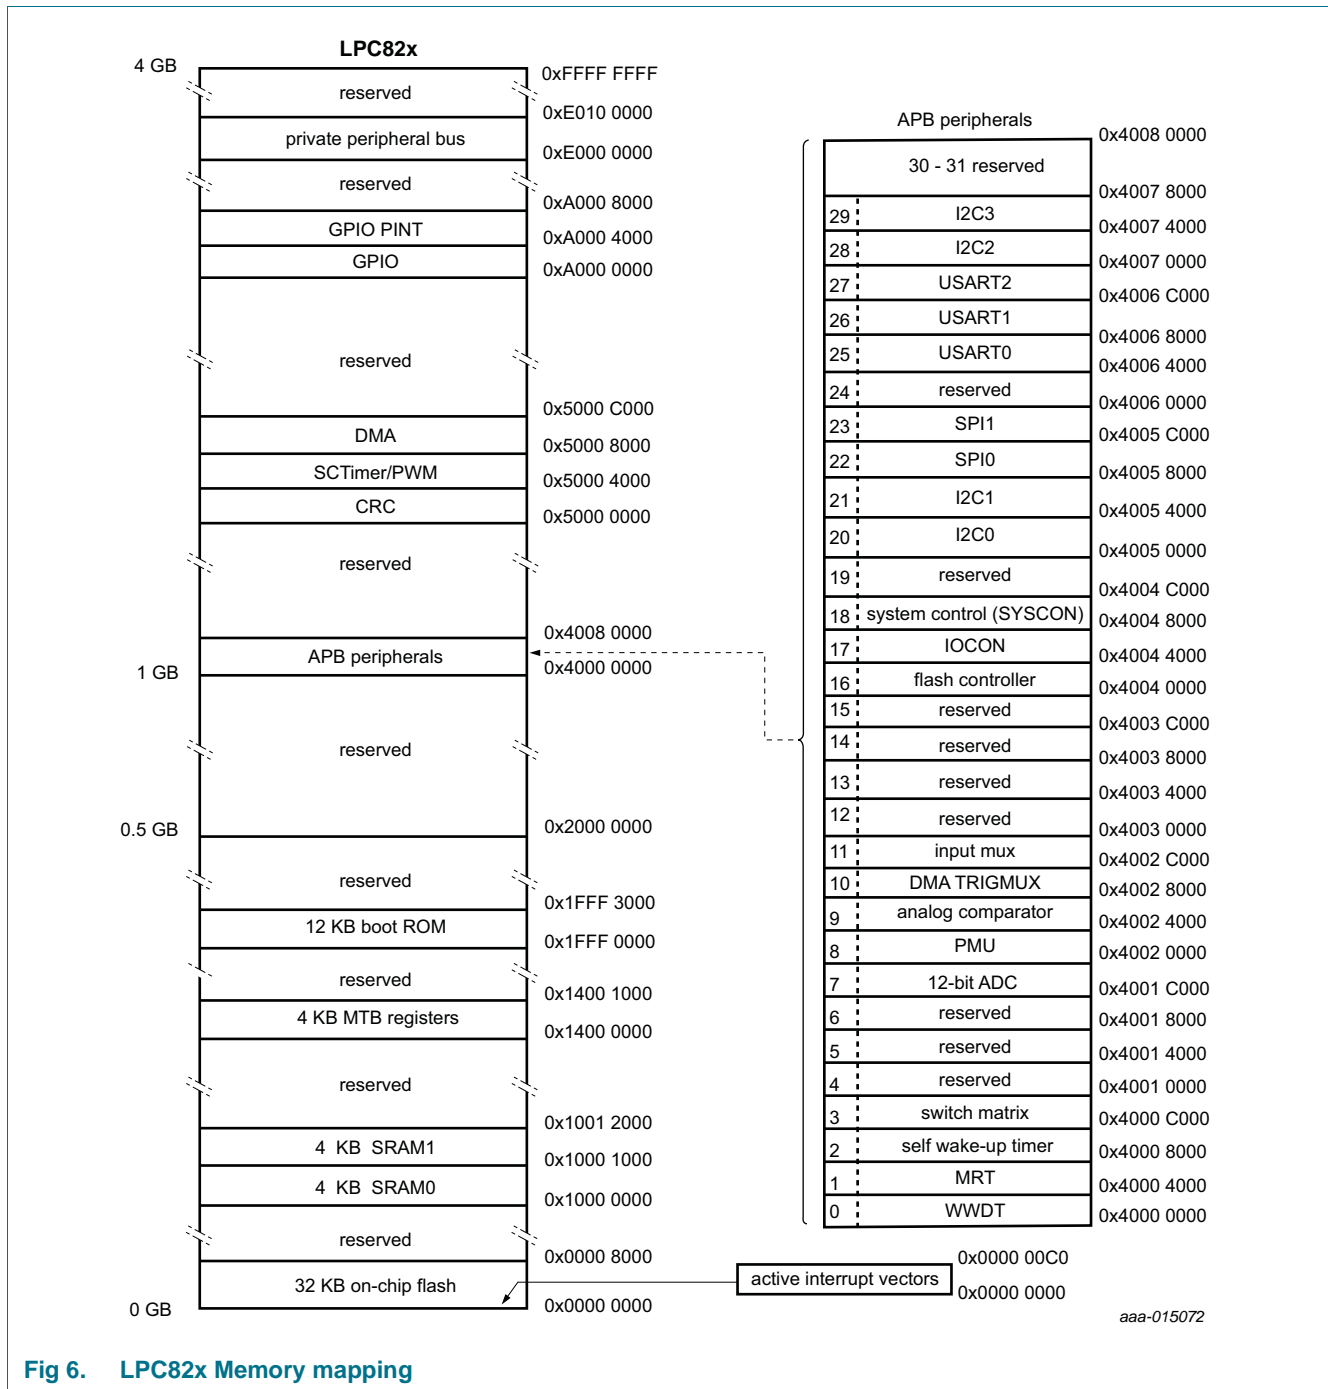 LPC82x
4 GB
0xFFFF FFFF
reserved
0xE010 0000
private peripheral bus
0xE000 0000
reserved
0xA000 8000
GPIO PINT
0xA000 4000
GPIO
0xA000 0000
reserved
0x5000 C000
DMA
0x5000 8000
SCTimer/PWM
0x5000 4000
CRC
0x5000 0000
reserved
0x4008 0000
APB peripherals
1 GB
0x4000 0000
reserved
0.5 GB
0x2000 0000
reserved
0x1FFF 3000
12 KB boot ROM
0x1FFF 0000
reserved
0x1400 1000
4 KB MTB registers
0x1400 0000
reserved
0x1001 2000
4 KB SRAM1
0x1000 1000
4 KB SRAM0
0x1000 0000
reserved
0x0000 8000
32 KB on-chip flash
0 GB
0x0000 0000
APB peripherals
0x4008 0000
30 - 31 reserved
0x4007 8000
29 I2C3
0x4007 4000
28 I2C2
0x4007 0000
27 USART2
0x4006 C000
26 USART1
0x4006 8000
25 USART0
0x4006 4000
24 reserved
0x4006 0000
23 SPI1
0x4005 C000
22 SPI0
0x4005 8000
21 I2C1
0x4005 4000
20 I2C0
0x4005 0000
19 reserved
0x4004 C000
18 system control (SYSCON)
0x4004 8000
17 IOCON
0x4004 4000
16 flash controller
0x4004 0000
15 reserved
0x4003 C000
14 reserved
0x4003 8000
13 reserved
0x4003 4000
12 reserved
0x4003 0000
11 input mux
0x4002 C000
10 DMA TRIGMUX
0x4002 8000
9 analog comparator
0x4002 4000
8 PMU
0x4002 0000
7 12-bit ADC
0x4001 C000
6 reserved
0x4001 8000
5 reserved
0x4001 4000
4 reserved
0x4001 0000
3 switch matrix
0x4000 C000
2 self wake-up timer
0x4000 8000
1 MRT
0x4000 4000
0 WWDT
0x4000 0000
0x0000 00C0
active interrupt vectors
0x0000 0000
aaa-015072
Fig 6. LPC82x Memory mapping